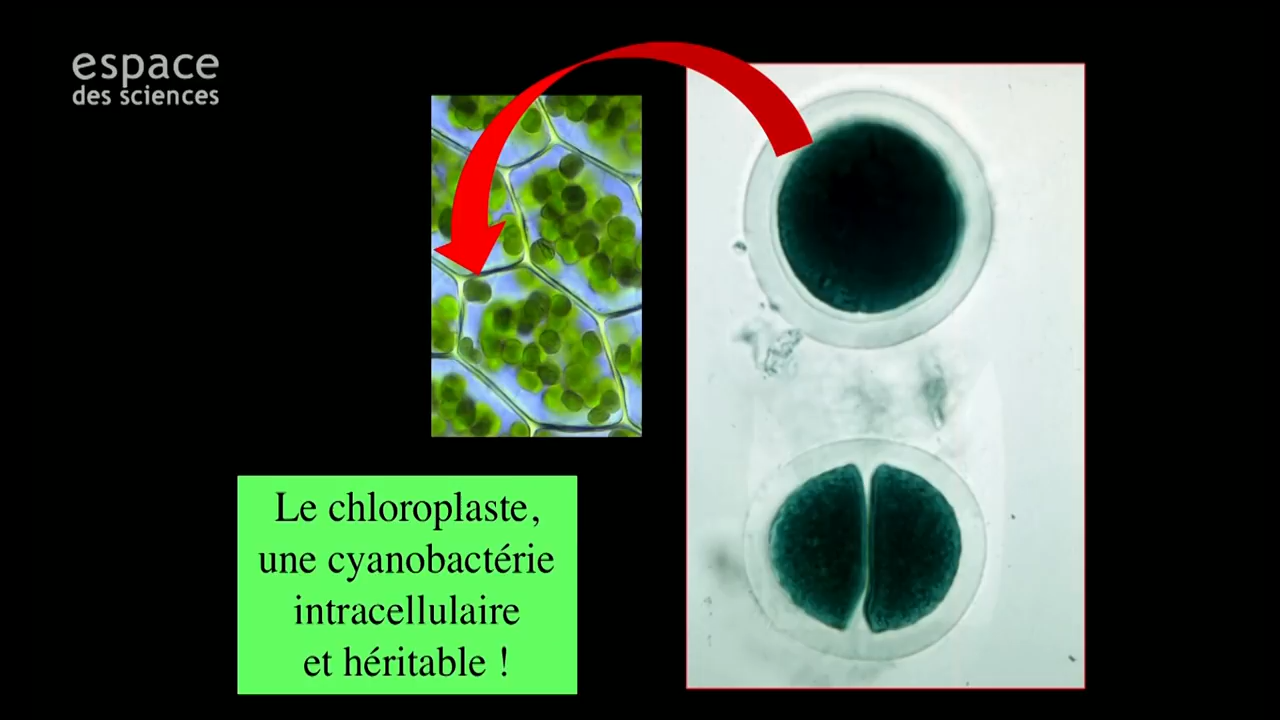 espace
des sciences
Le chloroplaste,
une cyanobactérie
intracellulaire
et héritable !